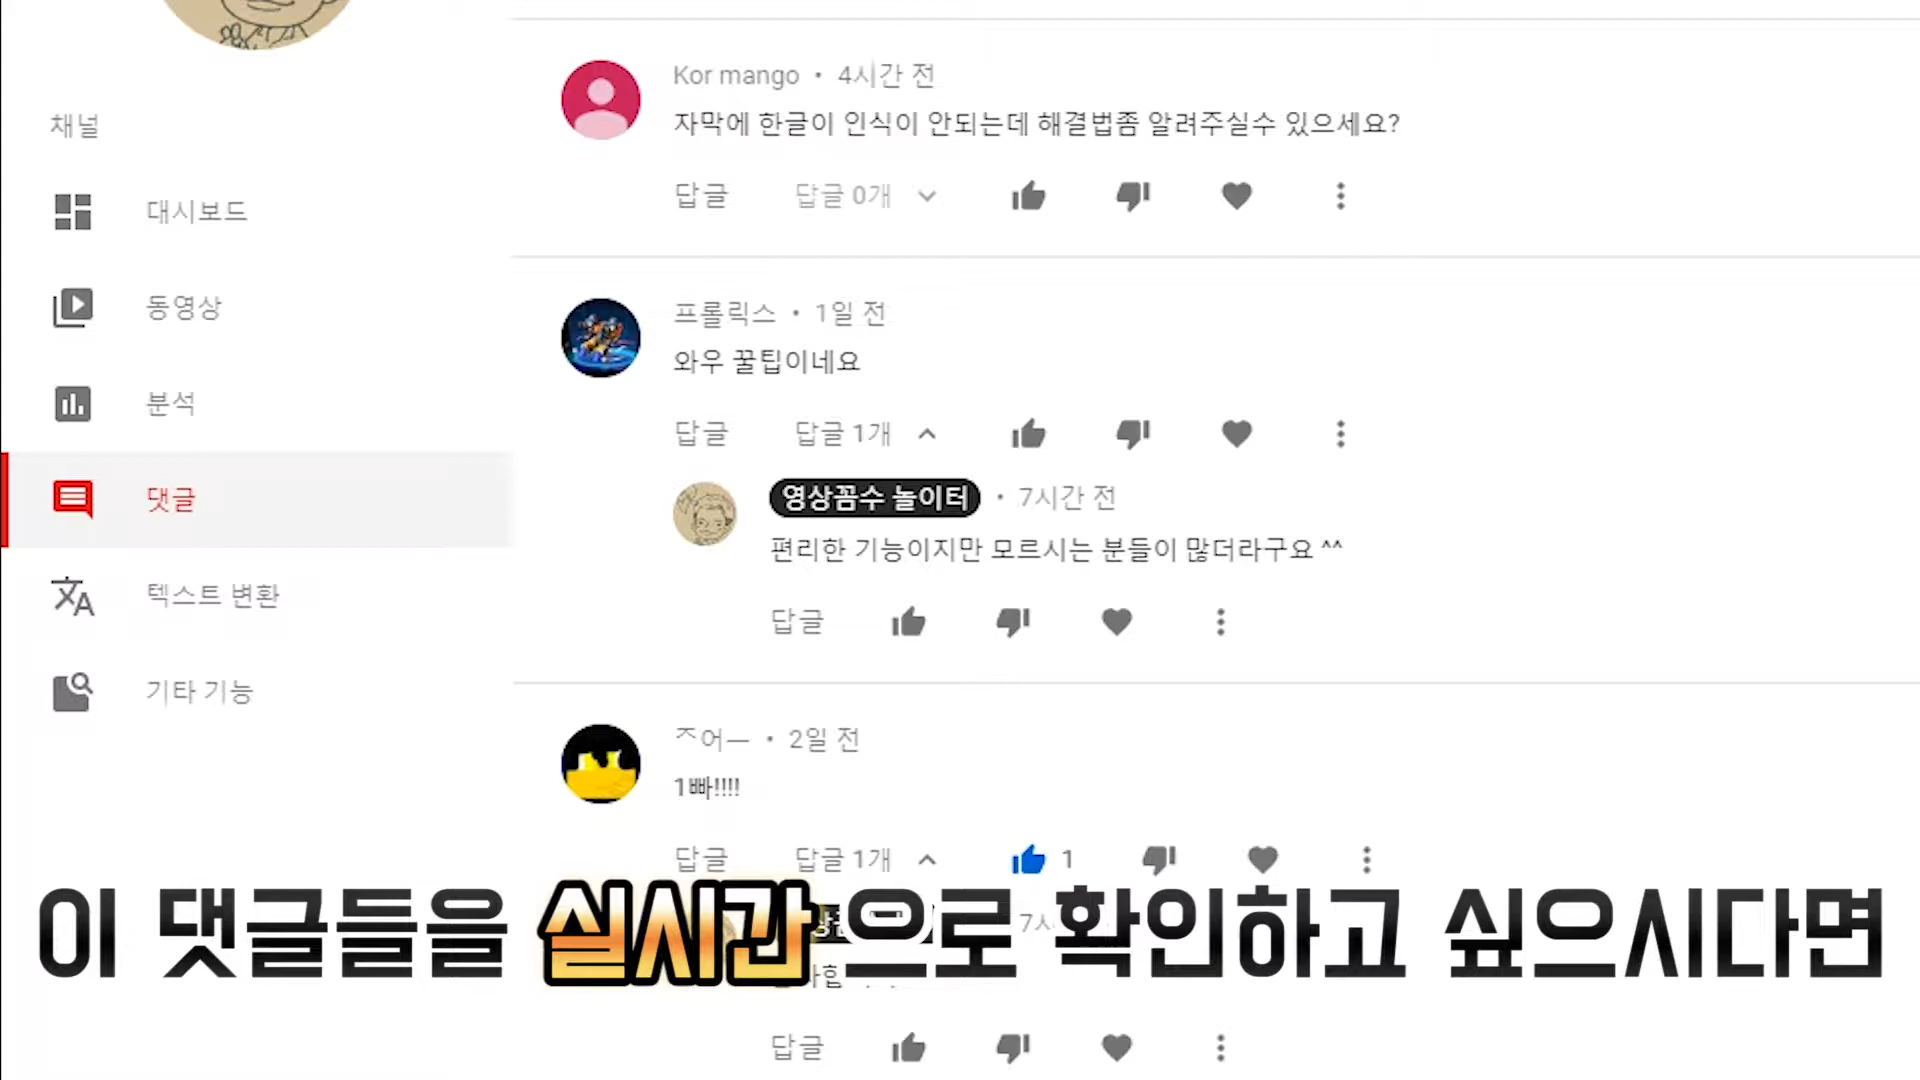 채널
대시보드
동영상
분석
댓글
텍스트 변환
기타 기능
Kor mango • 4시간 전
자막에 한글이 인식이 안되는데 해결법좀 알려주실수 있으세요?
답글 답글 0개
프롤릭스 • 1일 전
와우 꿀팁이네요
답글 답글 1개
영상꼼수 놀이터 • 7시간 전
편리한 기능이지만 모르시는 분들이 많더라구요 ^^
답글
ᄌ어ㅡ • 2일 전
1빠!!!!
답글 답글 1개 1
이 댓글들을 실시간으로 확인하고 싶으시다면
답글